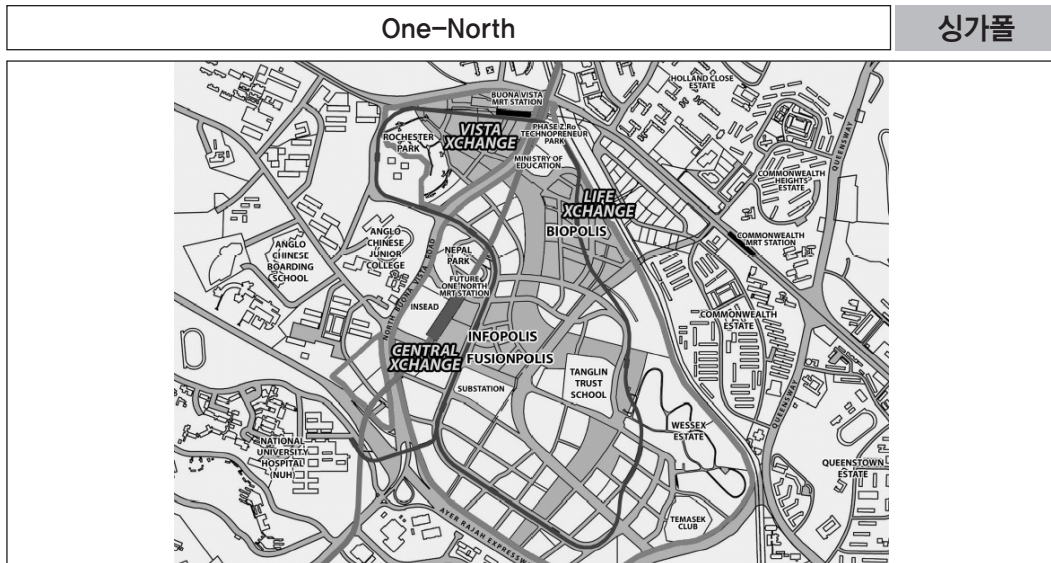 One-North
싱가폴
HOLLAND CLOSE
ESTATE
BUONA VISTA
MRT STATION
QUEENSWAY
ROCHESTER
PARK
VISTA
XCHANGE
PHASE Z.Ro
TECHNOPRENEUR
PARK
MINISTRY OF
EDUCATION
COMMONWEALTH
HEIGHTS
ESTATE
LIFE
XCHANGE
BIOPOLIS
COMMONWEALTH
MRT STATION
ANGLO
CHINESE
JUNIOR
COLLEGE
ANGLO
CHINESE
BOARDING
SCHOOL
NEPAL
PARK
FUTURE
ONE-NORTH
MRT STATION
NORTH BUONA VISTA ROAD
INSEAD
COMMONWEALTH
ESTATE
INFOPOLIS
FUSIONPOLIS
CENTRAL
XCHANGE
SUBSTATION
TANGLIN
TRUST
SCHOOL
QUEENSWAY
WESSEX
ESTATE
NATIONAL
UNIVERSITY
HOSPITAL
(NUH)
QUEENSTOWN
ESTATE
TEMASEK
CLUB
AYER RAJAH EXPRESSWAY